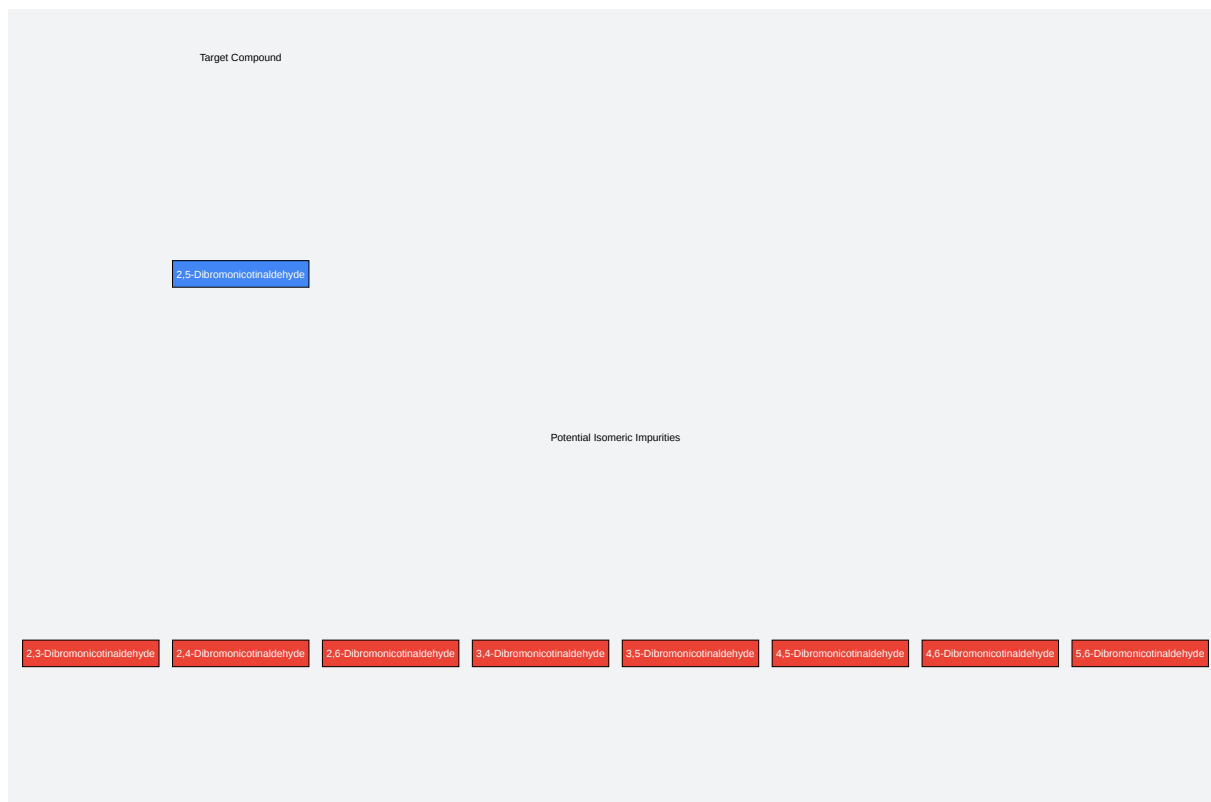 Target Compound
2,5-Dibromonicotinaldehyde
Potential Isomeric Impurities
2,3-Dibromonicotinaldehyde
2,4-Dibromonicotinaldehyde
2,6-Dibromonicotinaldehyde
3,4-Dibromonicotinaldehyde
3,5-Dibromonicotinaldehyde
4,5-Dibromonicotinaldehyde
4,6-Dibromonicotinaldehyde
5,6-Dibromonicotinaldehyde